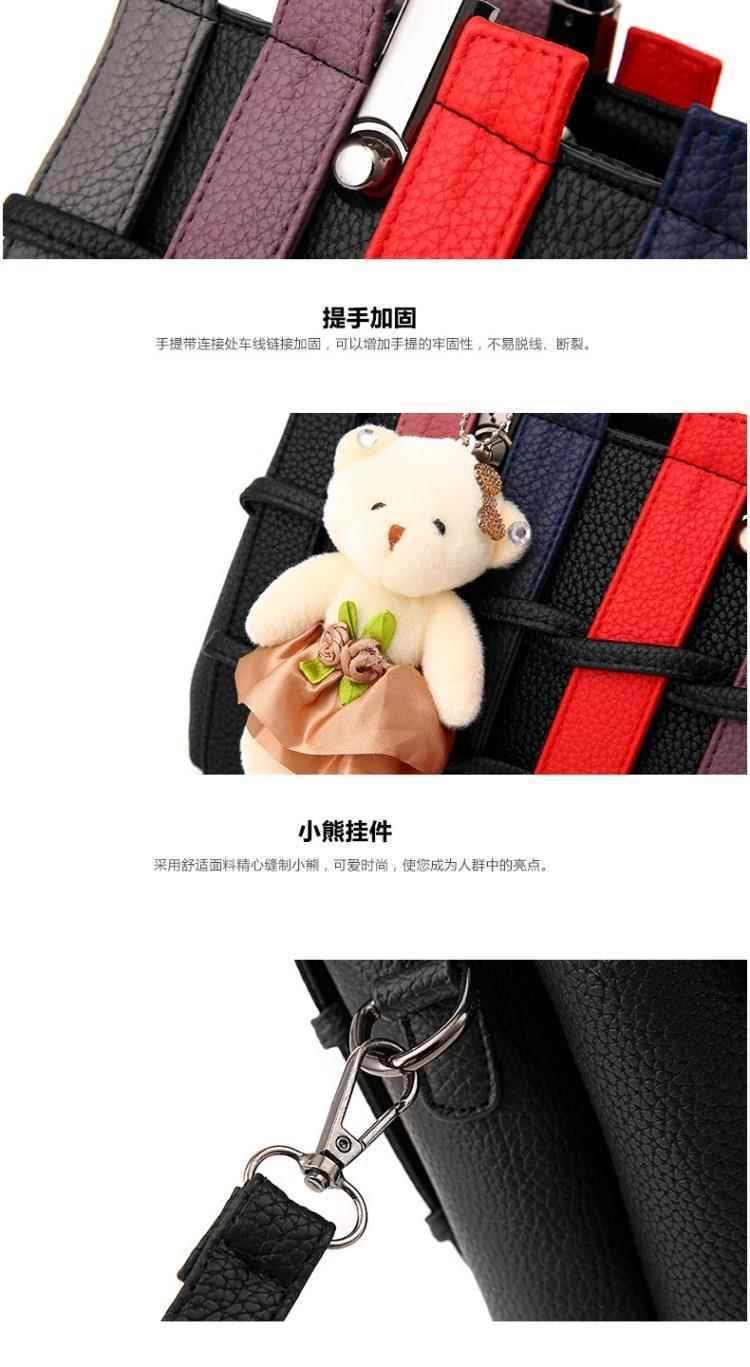 提手加固
手提带连接处车线链接加固，可以增加手提的牢固性，不易脱线、断裂。
小熊挂件
采用舒适面料精心缝制小熊，可爱时尚，使您成为人群中的亮点。